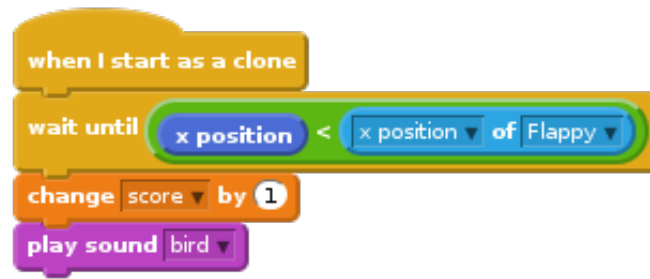 when I start as a clone
wait until x position < x position of Flappy
change score by 1
play sound bird